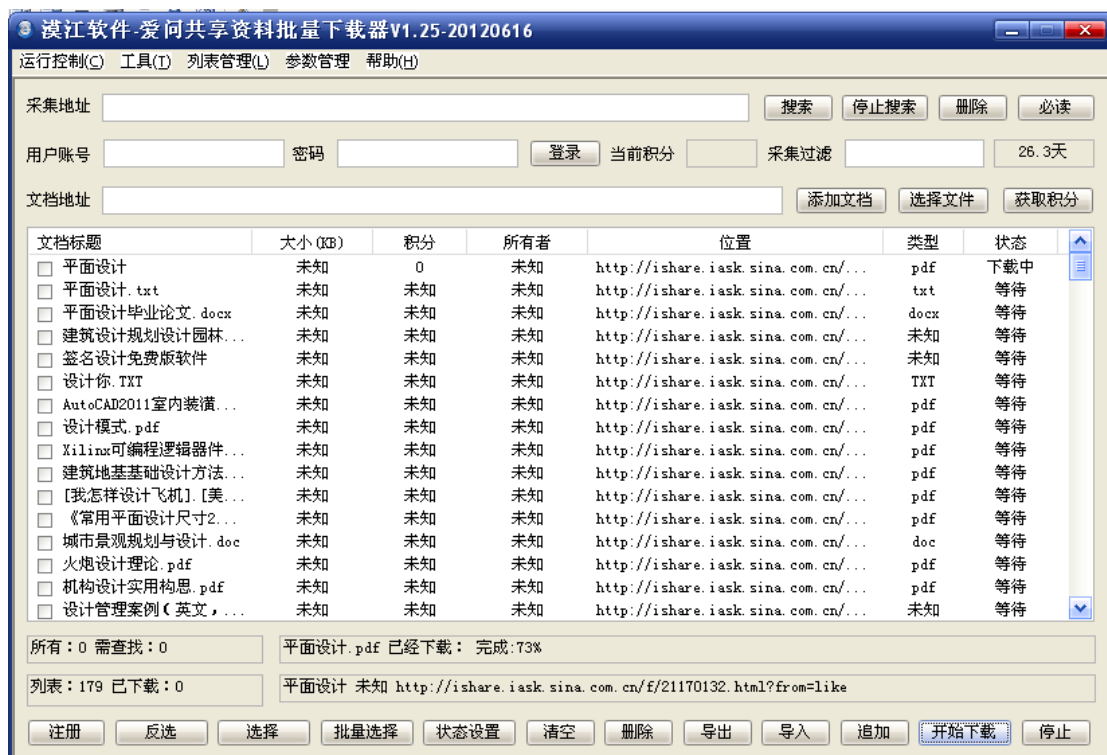 漠江软件-爱问共享资料批量下载器V1.25-20120616
运行控制(C) 工具(T) 列表管理(L) 参数管理 帮助(H)
采集地址 搜索 停止搜索 删除 必读
用户账号 密码 登录 当前积分 采集过滤 26.3天
文档地址 添加文档 选择文件 获取积分
文档标题 大小(KB) 积分 所有者 位置 类型 状态
平面设计 未知 0 未知 http://ishare.iask.sina.com.cn/... pdf 下载中
平面设计.txt 未知 未知 未知 http://ishare.iask.sina.com.cn/... txt 等待
平面设计毕业论文.docx 未知 未知 未知 http://ishare.iask.sina.com.cn/... docx 等待
建筑设计规划设计园林... 未知 未知 未知 http://ishare.iask.sina.com.cn/... 未知 等待
签名设计免费版软件 未知 未知 未知 http://ishare.iask.sina.com.cn/... 未知 等待
设计你.TXT 未知 未知 未知 http://ishare.iask.sina.com.cn/... TXT 等待
AutoCAD2011室内装潢... 未知 未知 未知 http://ishare.iask.sina.com.cn/... pdf 等待
设计模式.pdf 未知 未知 未知 http://ishare.iask.sina.com.cn/... pdf 等待
Xilinx可编程逻辑器件... 未知 未知 未知 http://ishare.iask.sina.com.cn/... pdf 等待
建筑地基基础设计方法... 未知 未知 未知 http://ishare.iask.sina.com.cn/... pdf 等待
[我怎样设计飞机].[美... 未知 未知 未知 http://ishare.iask.sina.com.cn/... pdf 等待
《常用平面设计尺寸2... 未知 未知 未知 http://ishare.iask.sina.com.cn/... pdf 等待
城市景观规划与设计.doc 未知 未知 未知 http://ishare.iask.sina.com.cn/... doc 等待
火炮设计理论.pdf 未知 未知 未知 http://ishare.iask.sina.com.cn/... pdf 等待
机构设计实用构思.pdf 未知 未知 未知 http://ishare.iask.sina.com.cn/... pdf 等待
设计管理案例(英文,... 未知 未知 未知 http://ishare.iask.sina.com.cn/... 未知 等待
所有:0 需查找:0 平面设计.pdf 已经下载: 完成:73%
列表:179 已下载:0 平面设计 未知 http://ishare.iask.sina.com.cn/f/21170132.html?from=like
注册 反选 选择 批量选择 状态设置 清空 删除 导出 导入 追加 开始下载 停止